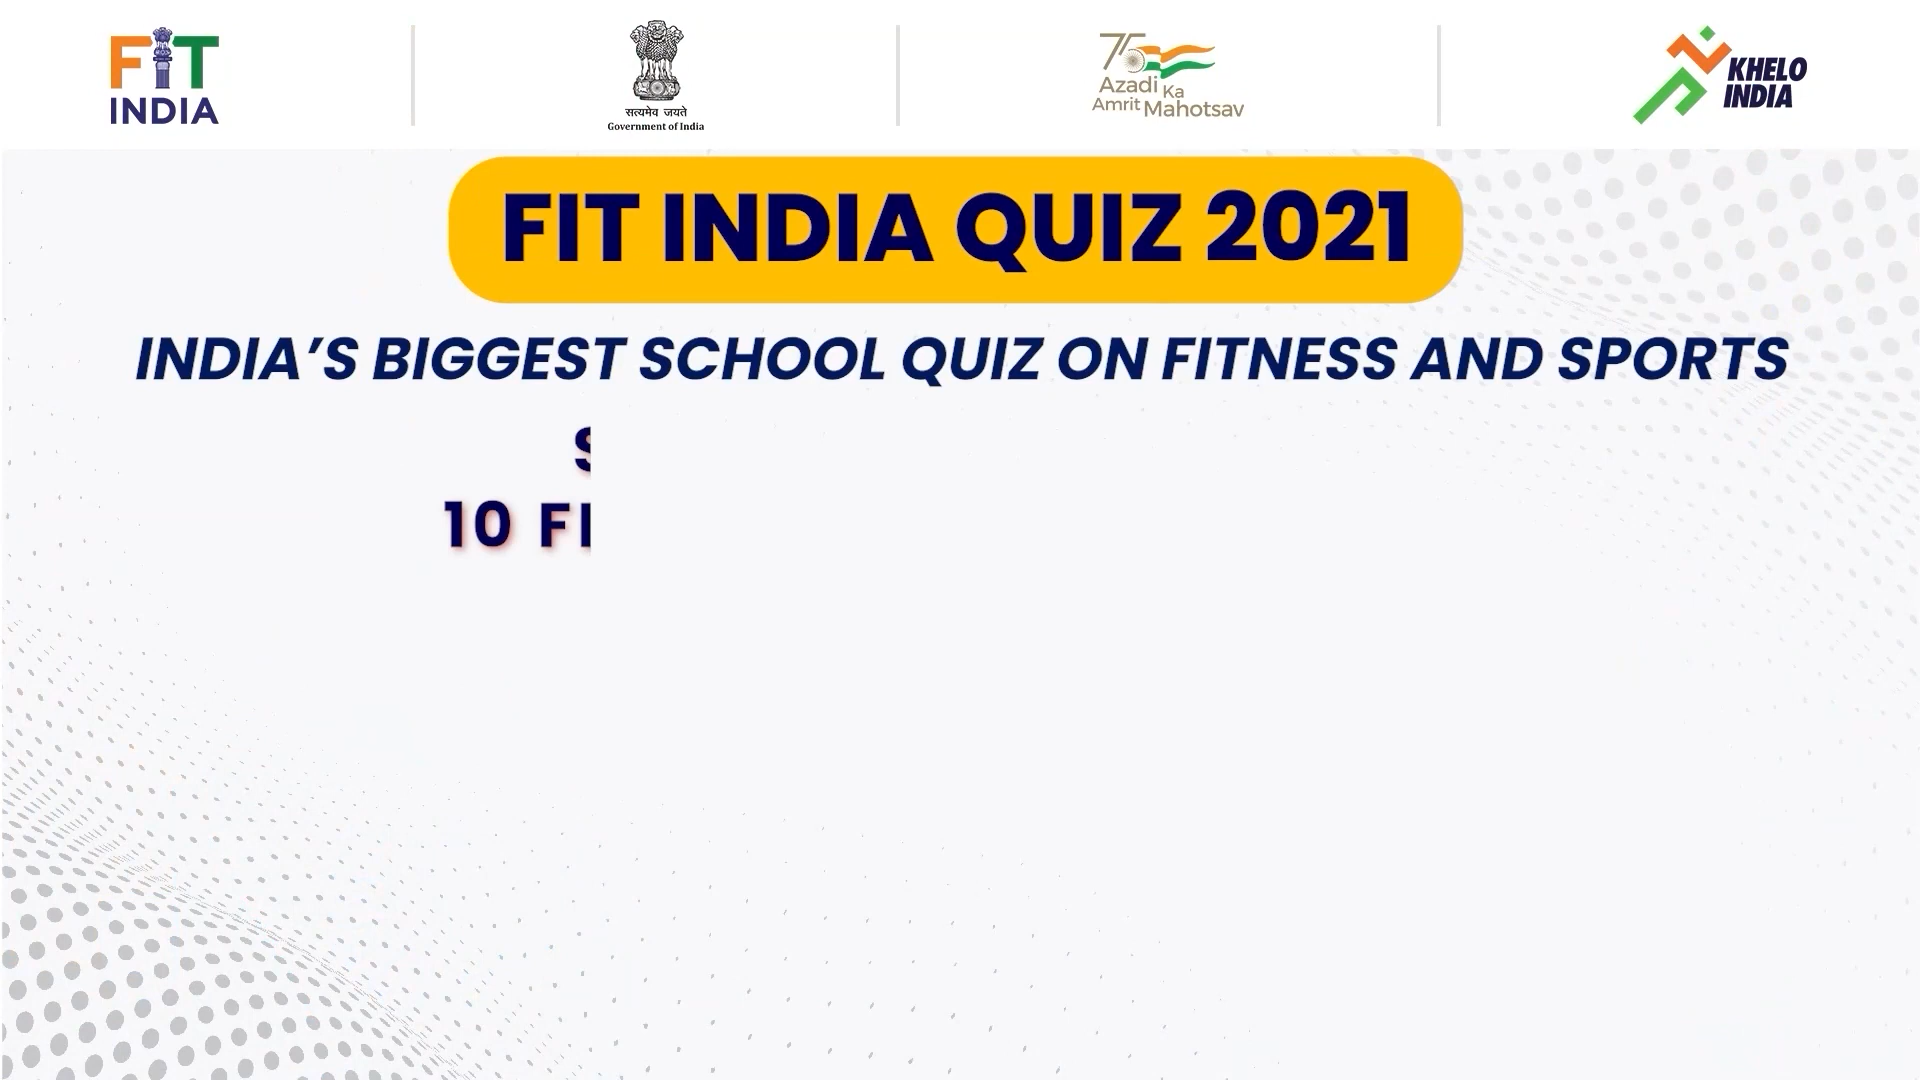 FIT
INDIA
सत्यमेव जयते
Government of India
75
Azadi Ka
Amrit Mahotsav
KHELO
INDIA
FIT INDIA QUIZ 2021
INDIA’S BIGGEST SCHOOL QUIZ ON FITNESS AND SPORTS
10